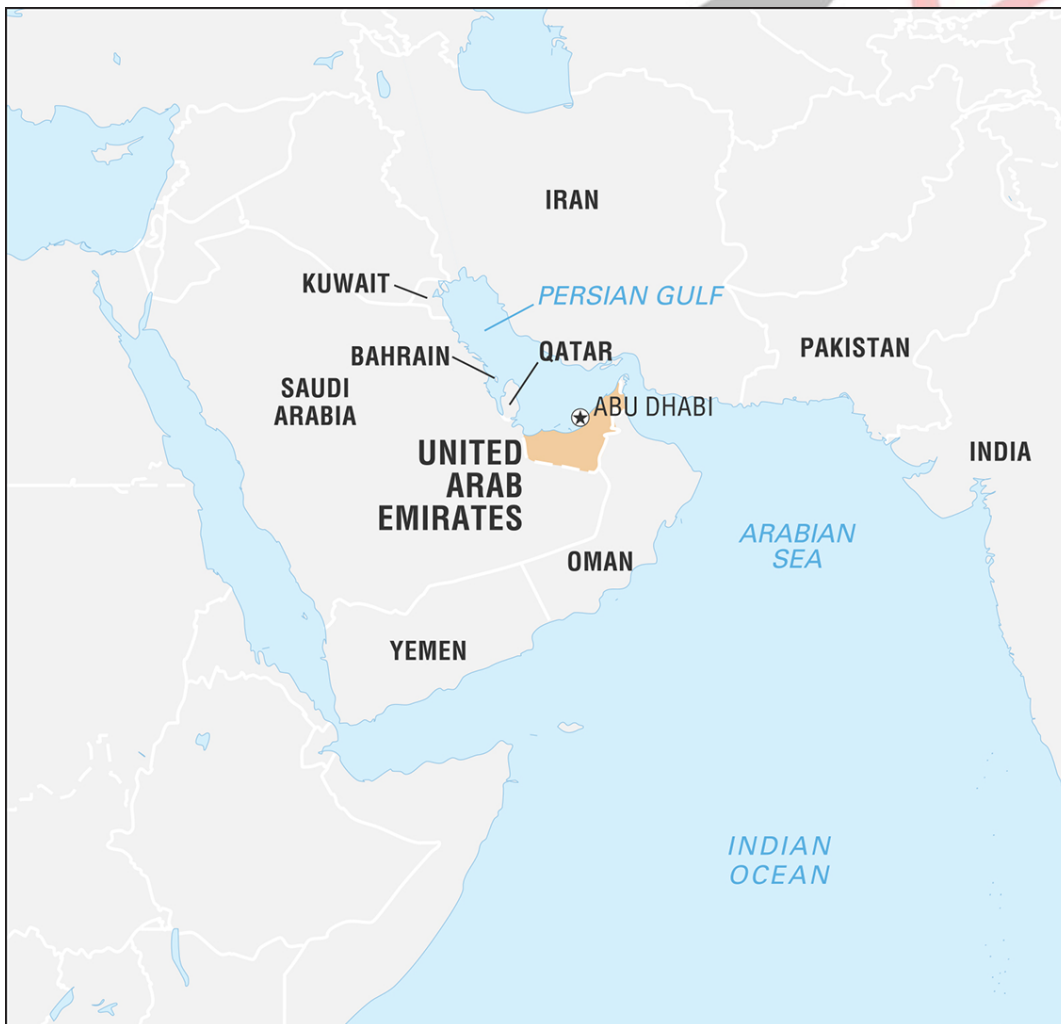 IRAN
KUWAIT
PERSIAN GULF
BAHRAIN
QATAR
PAKISTAN
SAUDI
ARABIA
ABU DHABI
UNITED
ARAB
EMIRATES
INDIA
ARABIAN
SEA
OMAN
YEMEN
INDIAN
OCEAN